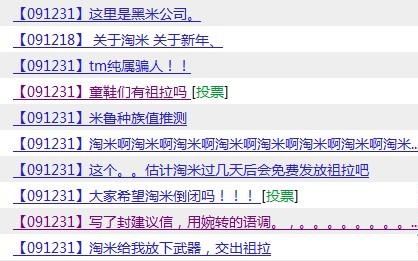 【091231】这里是黑米公司。
【091218】 关于淘米 关于新年、
【091231】tm纯属骗人！！
【091231】童鞋们有祖拉吗 [投票]
【091231】米鲁种族值推测
【091231】淘米啊淘米啊淘米啊淘米啊淘米啊淘米啊淘米啊淘米...
【091231】这个。。估计淘米过几天后会免费发放祖拉吧
【091231】大家希望淘米倒闭吗！！！ [投票]
【091231】写了封建议信，用婉转的语调。，。。。。。。。。...
【091231】淘米给我放下武器，交出祖拉